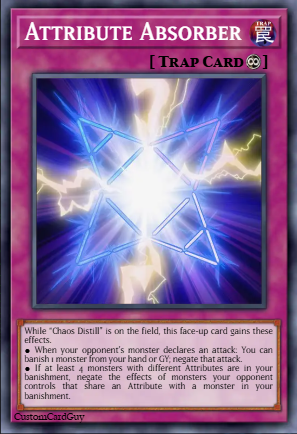 ATTRIBUTE ABSORBER
TRAP
罠
[ TRAP CARD ]
While "Chaos Distill" is on the field, this face-up card gains these
effects.
● When your opponent's monster declares an attack: You can
banish 1 monster from your hand or GY; negate that attack.
● If at least 4 monsters with different Attributes are in your
banishment, negate the effects of monsters your opponent
controls that share an Attribute with a monster in your
banishment.
CustomCardGuy